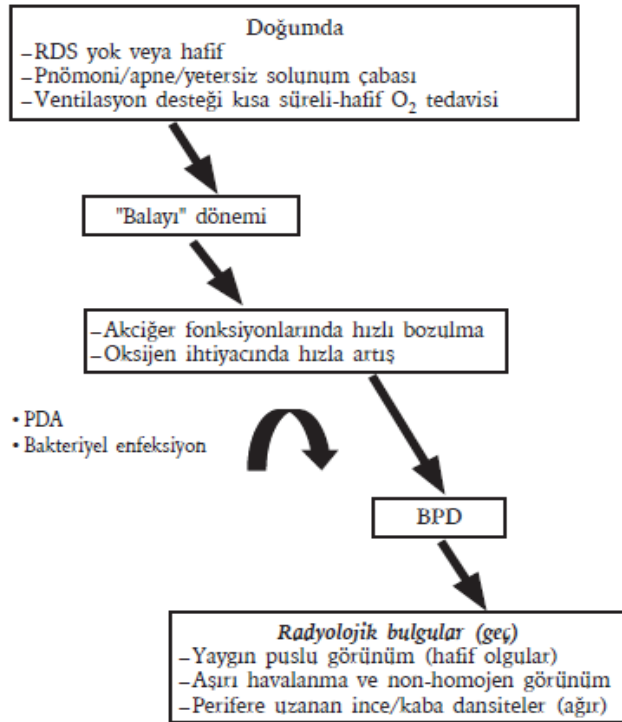 Doğumda
–RDS yok veya hafif
–Pnömoni/apne/yetersiz solunum çabası
–Ventilasyon desteği kısa süreli-hafif O₂ tedavisi
"Balayı" dönemi
–Akciğer fonksiyonlarında hızlı bozulma
–Oksijen ihtiyacında hızla artış
• PDA
• Bakteriyel enfeksiyon
BPD
Radyolojik bulgular (geç)
–Yaygın puslu görünüm (hafif olgular)
–Aşırı havalanma ve non-homojen görünüm
–Perifere uzanan ince/kaba dansiteler (ağır)